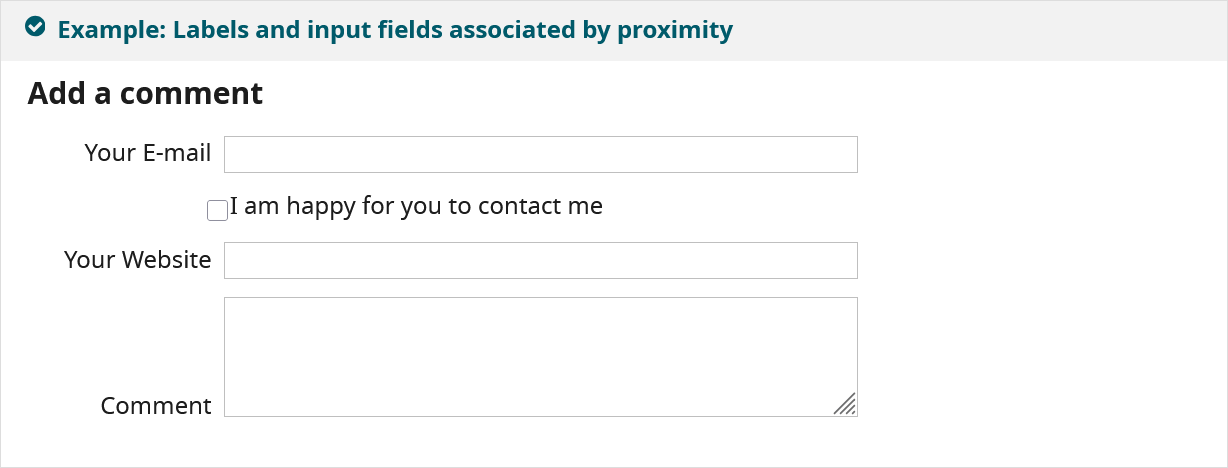 Example: Labels and input fields associated by proximity
Add a comment
Your E-mail
I am happy for you to contact me
Your Website
Comment